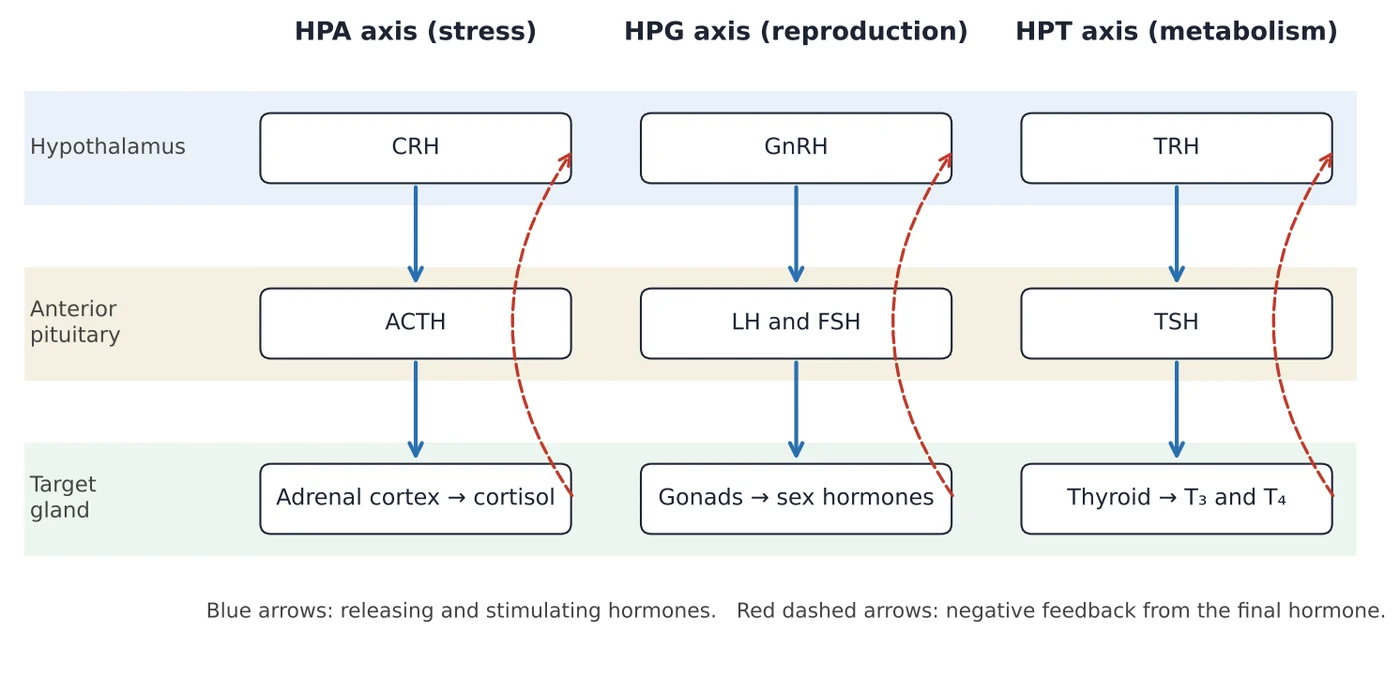 HPA axis (stress)
HPG axis (reproduction)
HPT axis (metabolism)
Hypothalamus
CRH
GnRH
TRH
Anterior
pituitary
ACTH
LH and FSH
TSH
Target
gland
Adrenal cortex → cortisol
Gonads → sex hormones
Thyroid → T₃ and T₄
Blue arrows: releasing and stimulating hormones.   Red dashed arrows: negative feedback from the final hormone.